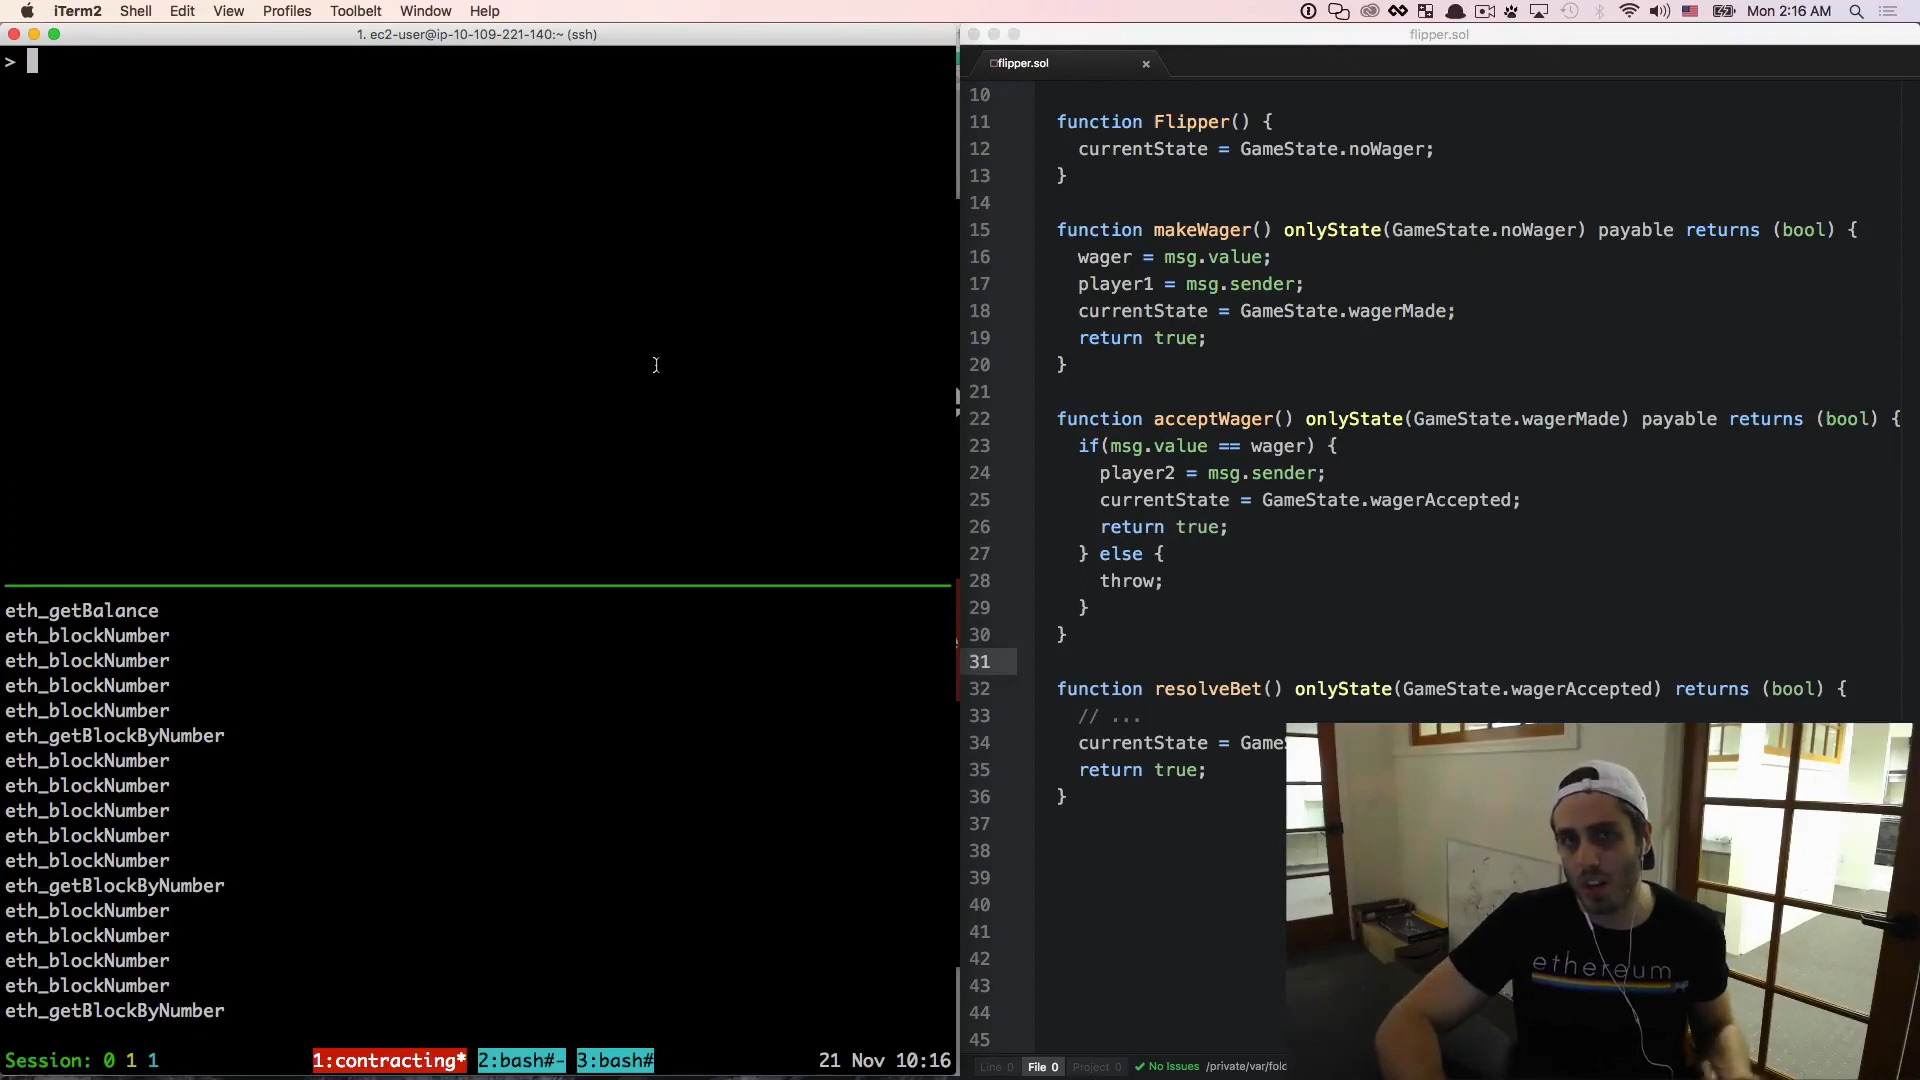 iTerm2 Shell Edit View Profiles Toolbelt Window Help Mon 2:16 AM
1. ec2-user@ip-10-109-221-140:~ (ssh)
>
eth_getBalance
eth_blockNumber
eth_blockNumber
eth_blockNumber
eth_blockNumber
eth_getBlockByNumber
eth_blockNumber
eth_blockNumber
eth_blockNumber
eth_blockNumber
eth_blockNumber
eth_getBlockByNumber
eth_blockNumber
eth_blockNumber
eth_blockNumber
eth_blockNumber
eth_getBlockByNumber
Session: 0 1 1 1:contracting* 2:bash#- 3:bash# 21 Nov 10:16
flipper.sol
flipper.sol ×
10
11 function Flipper() {
12 currentState = GameState.noWager;
13 }
14
15 function makeWager() onlyState(GameState.noWager) payable returns (bool) {
16 wager = msg.value;
17 player1 = msg.sender;
18 currentState = GameState.wagerMade;
19 return true;
20 }
21
22 function acceptWager() onlyState(GameState.wagerMade) payable returns (bool) {
23 if(msg.value == wager) {
24 player2 = msg.sender;
25 currentState = GameState.wagerAccepted;
26 return true;
27 } else {
28 throw;
29 }
30 }
31
32 function resolveBet() onlyState(GameState.wagerAccepted) returns (bool) {
33 // ...
34 currentState = Game
35 return true;
36 }
37
38
39
40
41
42
43
44
45
ethereum
Line 0 File 0 Project 0 No Issues /private/var/fold